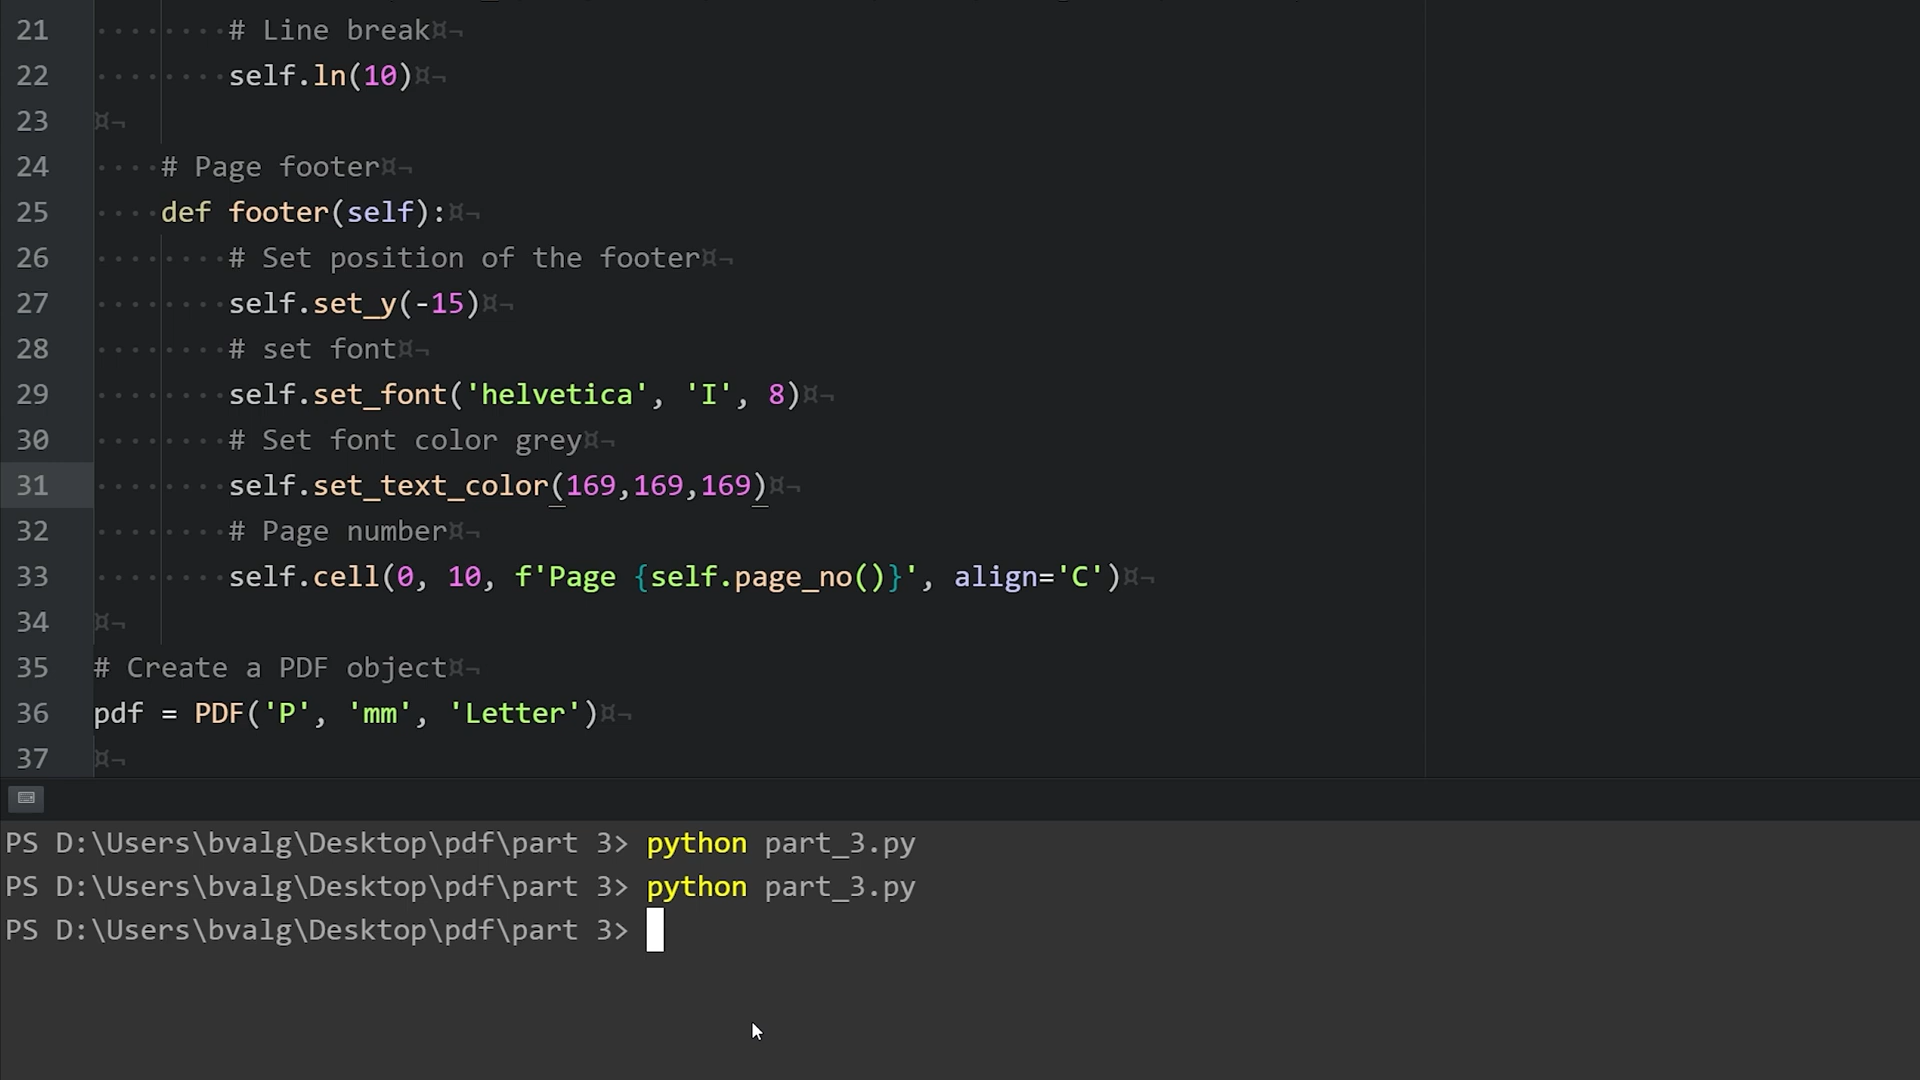 21 # Line break
22 self.ln(10)
23
24 # Page footer
25 def footer(self):
26 # Set position of the footer
27 self.set_y(-15)
28 # set font
29 self.set_font('helvetica', 'I', 8)
30 # Set font color grey
31 self.set_text_color(169,169,169)
32 # Page number
33 self.cell(0, 10, f'Page {self.page_no()}', align='C')
34
35 # Create a PDF object
36 pdf = PDF('P', 'mm', 'Letter')
37
PS D:\Users\bvalg\Desktop\pdf\part 3> python part_3.py
PS D:\Users\bvalg\Desktop\pdf\part 3> python part_3.py
PS D:\Users\bvalg\Desktop\pdf\part 3>